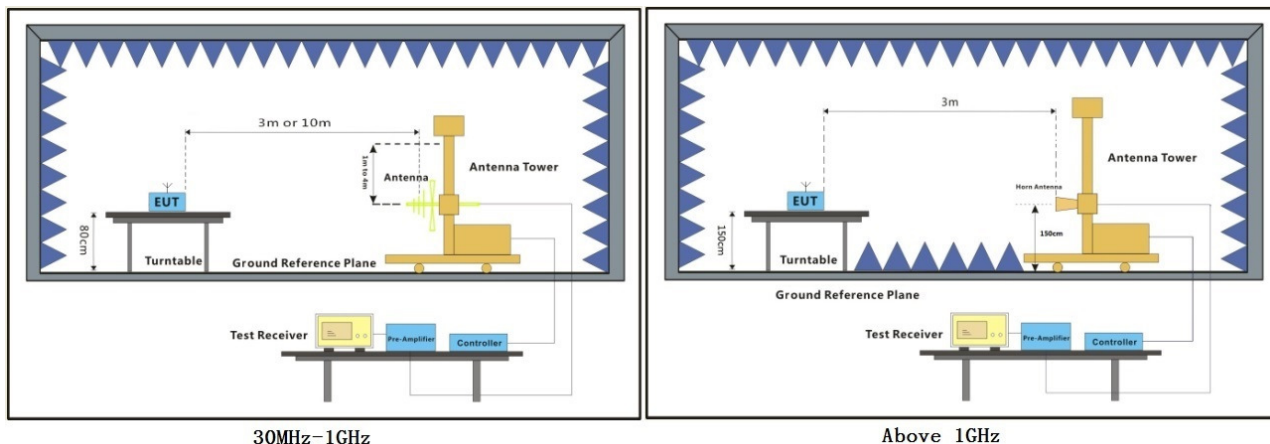 3m or 10m
1m to 4m
Antenna Tower
Antenna
EUT
80cm
Turntable
Ground Reference Plane
Test Receiver
Pre-Amplifier
Controller
30MHz-1GHz
3m
Antenna Tower
Horn Antenna
EUT
150cm
150cm
Turntable
Ground Reference Plane
Test Receiver
Pre-Amplifier
Controller
Above 1GHz